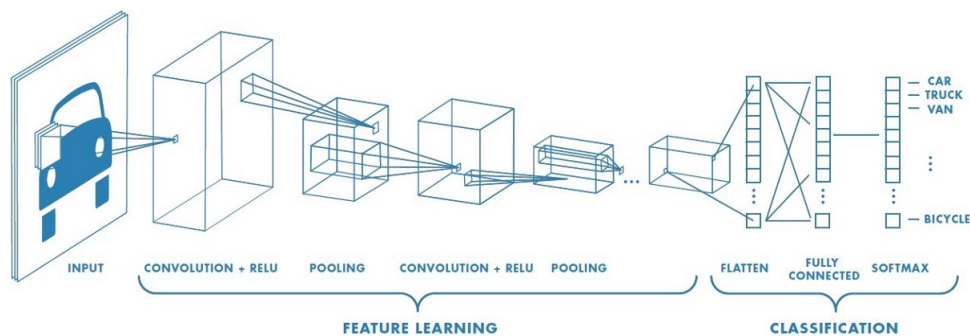 CAR
TRUCK
VAN
BICYCLE
INPUT
CONVOLUTION + RELU
POOLING
CONVOLUTION + RELU
POOLING
FLATTEN
FULLY
CONNECTED
SOFTMAX
FEATURE LEARNING
CLASSIFICATION